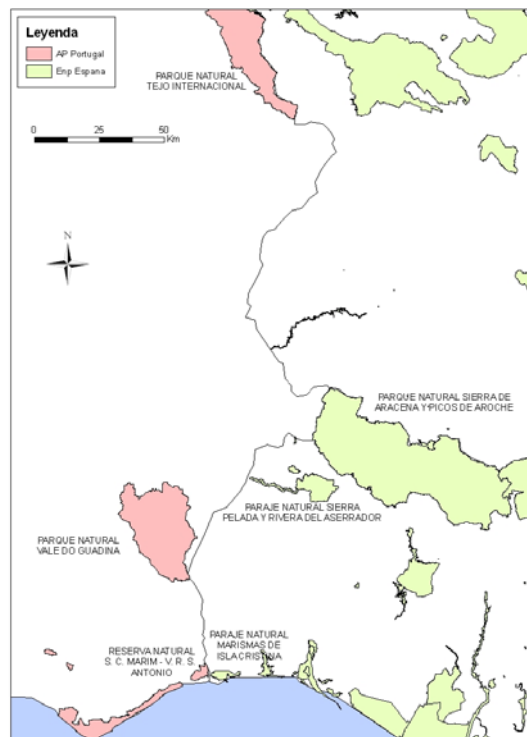 Leyenda
AP Portugal
Enp Espana
PARQUE NATURAL
TEJO INTERNACIONAL
0 25 50
Km
N
PARQUE NATURAL SIERRA DE
ARACENA Y PICOS DE AROCHE
PARAJE NATURAL SIERRA
PELADA Y RIVERA DEL ASERRADOR
PARQUE NATURAL
VALE DO GUADINA
RESERVA NATURAL
S. C. MARIM - V. R. S.
ANTONIO
PARAJE NATURAL
MARISMAS DE
ISLA CRISTINA